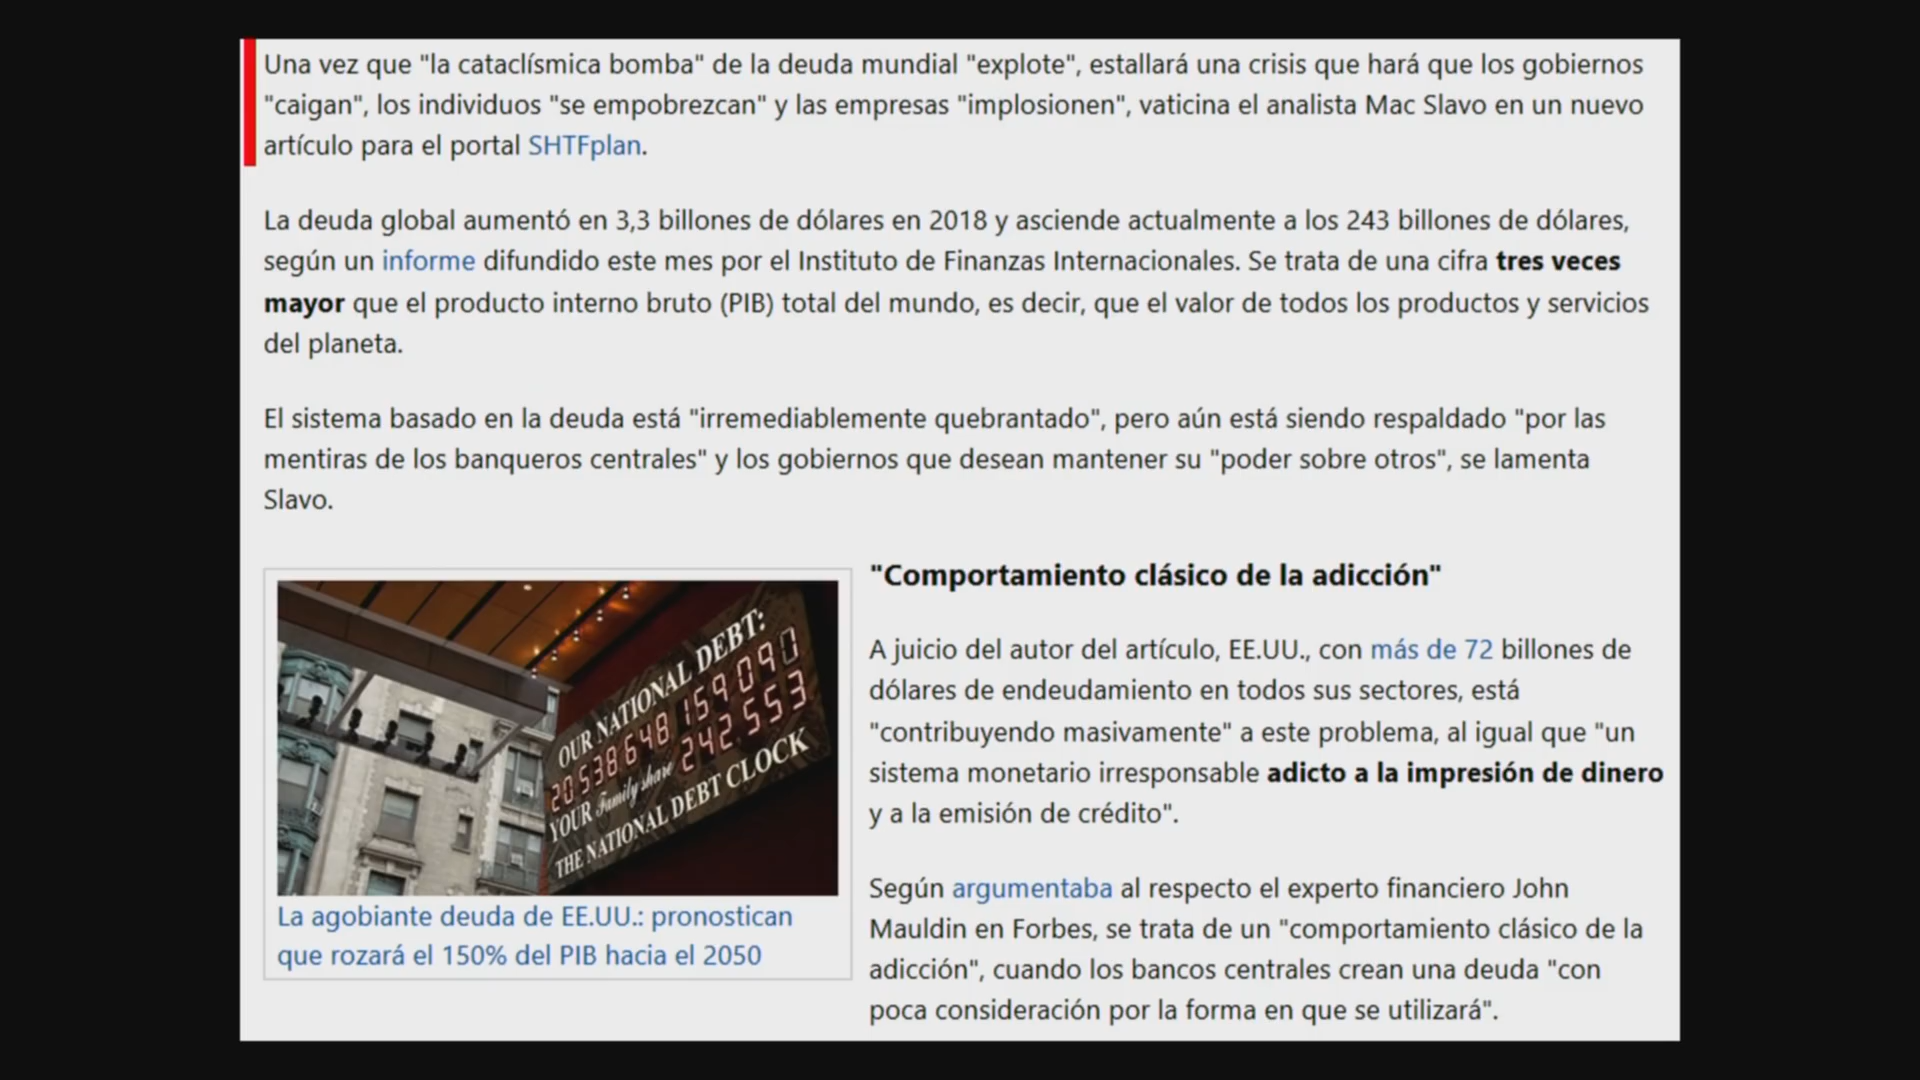 Una vez que "la cataclísmica bomba" de la deuda mundial "explote", estallará una crisis que hará que los gobiernos
"caigan", los individuos "se empobrezcan" y las empresas "implosionen", vaticina el analista Mac Slavo en un nuevo
artículo para el portal SHTFplan.
La deuda global aumentó en 3,3 billones de dólares en 2018 y asciende actualmente a los 243 billones de dólares,
según un informe difundido este mes por el Instituto de Finanzas Internacionales. Se trata de una cifra tres veces
mayor que el producto interno bruto (PIB) total del mundo, es decir, que el valor de todos los productos y servicios
del planeta.
El sistema basado en la deuda está "irremediablemente quebrantado", pero aún está siendo respaldado "por las
mentiras de los banqueros centrales" y los gobiernos que desean mantener su "poder sobre otros", se lamenta
Slavo.
OUR NATIONAL DEBT:
20538648 159090
YOUR Family share 242553
THE NATIONAL DEBT CLOCK
La agobiante deuda de EE.UU.: pronostican
que rozará el 150% del PIB hacia el 2050
"Comportamiento clásico de la adicción"
A juicio del autor del artículo, EE.UU., con más de 72 billones de
dólares de endeudamiento en todos sus sectores, está
"contribuyendo masivamente" a este problema, al igual que "un
sistema monetario irresponsable adicto a la impresión de dinero
y a la emisión de crédito".
Según argumentaba al respecto el experto financiero John
Mauldin en Forbes, se trata de un "comportamiento clásico de la
adicción", cuando los bancos centrales crean una deuda "con
poca consideración por la forma en que se utilizará".